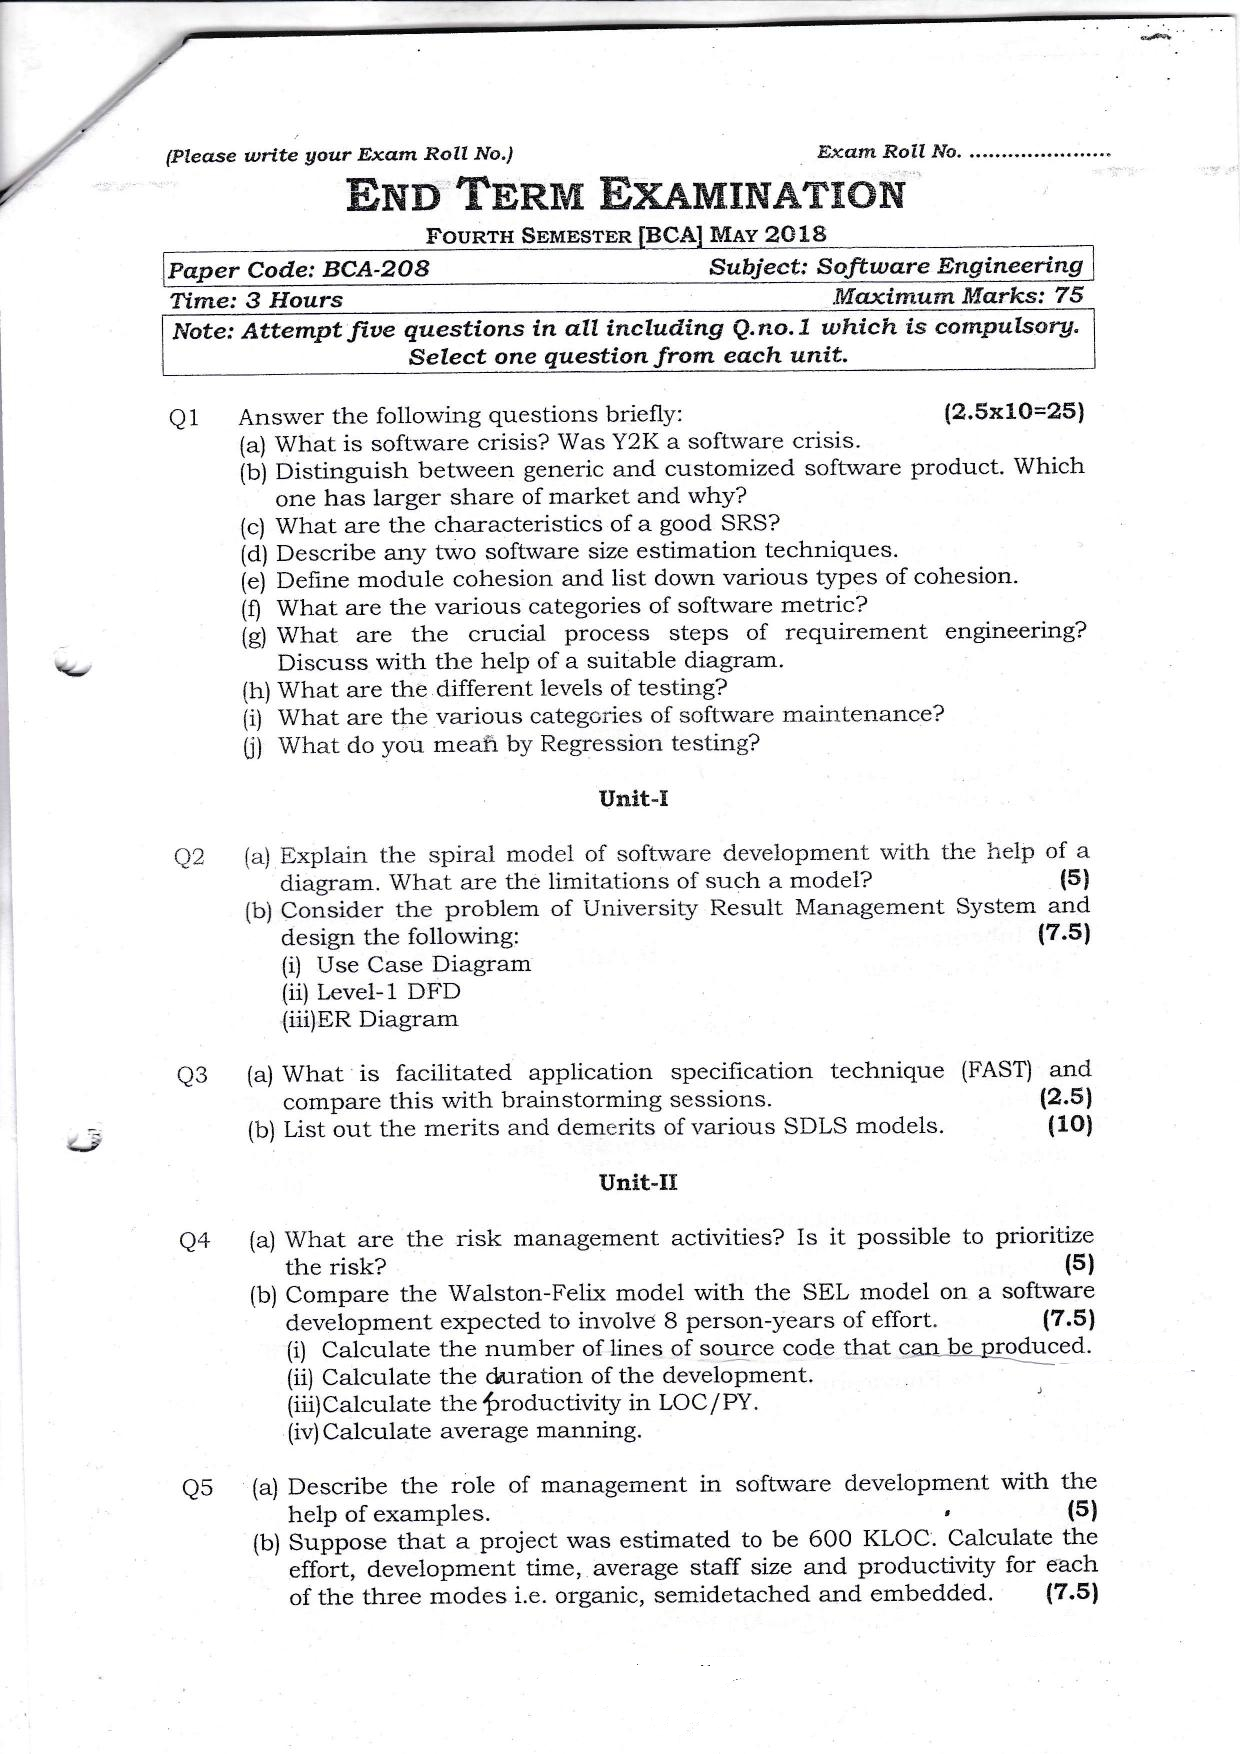 (Please write your Exam Roll No.) Exam Roll No. ......................
END TERM EXAMINATION
FOURTH SEMESTER [BCA] MAY 2018
Paper Code: BCA-208 Subject: Software Engineering
Time: 3 Hours Maximum Marks: 75
Note: Attempt five questions in all including Q.no.1 which is compulsory.
Select one question from each unit.
Q1 Answer the following questions briefly: (2.5x10=25)
(a) What is software crisis? Was Y2K a software crisis.
(b) Distinguish between generic and customized software product. Which
one has larger share of market and why?
(c) What are the characteristics of a good SRS?
(d) Describe any two software size estimation techniques.
(e) Define module cohesion and list down various types of cohesion.
(f) What are the various categories of software metric?
(g) What are the crucial process steps of requirement engineering?
Discuss with the help of a suitable diagram.
(h) What are the different levels of testing?
(i) What are the various categories of software maintenance?
(j) What do you mean by Regression testing?
Unit-I
Q2 (a) Explain the spiral model of software development with the help of a
diagram. What are the limitations of such a model? (5)
(b) Consider the problem of University Result Management System and
design the following: (7.5)
(i) Use Case Diagram
(ii) Level-1 DFD
(iii)ER Diagram
Q3 (a) What is facilitated application specification technique (FAST) and
compare this with brainstorming sessions. (2.5)
(b) List out the merits and demerits of various SDLS models. (10)
Unit-II
Q4 (a) What are the risk management activities? Is it possible to prioritize
the risk? (5)
(b) Compare the Walston-Felix model with the SEL model on a software
development expected to involve 8 person-years of effort. (7.5)
(i) Calculate the number of lines of source code that can be produced.
(ii) Calculate the duration of the development.
(iii)Calculate the productivity in LOC/PY.
(iv)Calculate average manning.
Q5 (a) Describe the role of management in software development with the
help of examples. (5)
(b) Suppose that a project was estimated to be 600 KLOC. Calculate the
effort, development time, average staff size and productivity for each
of the three modes i.e. organic, semidetached and embedded. (7.5)